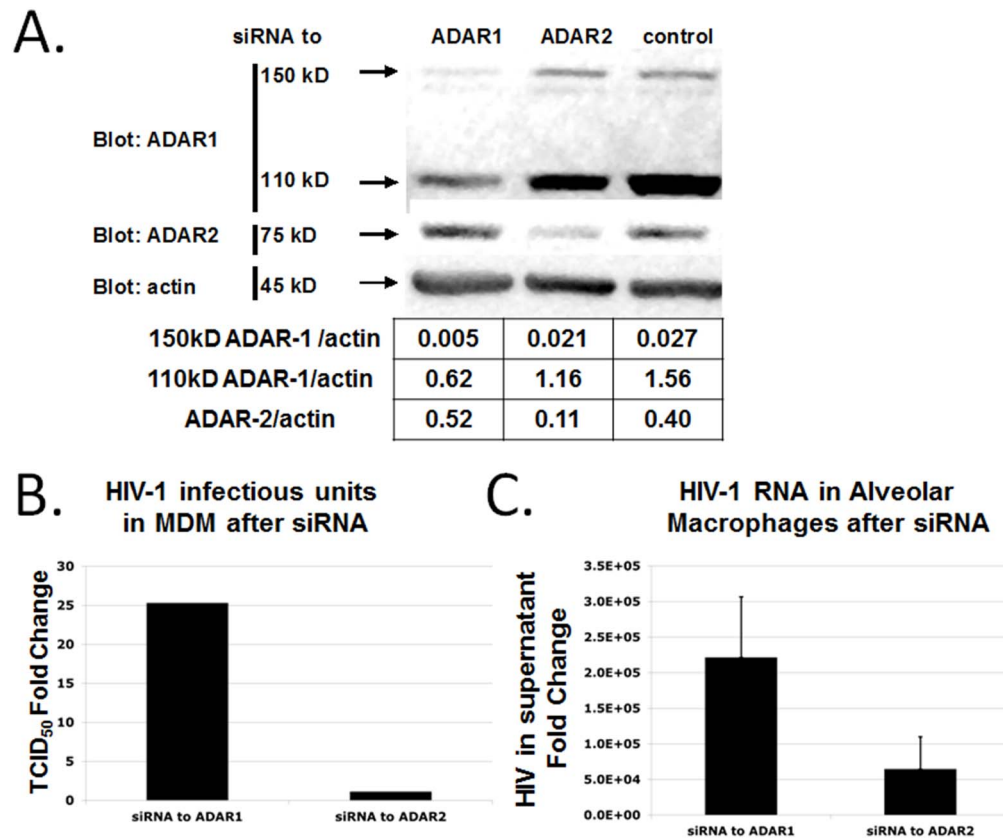 A.
siRNA to ADAR1 ADAR2 control
150 kD
Blot: ADAR1
110 kD
Blot: ADAR2 75 kD
Blot: actin 45 kD
150kD ADAR-1 /actin 0.005 0.021 0.027
110kD ADAR-1/actin 0.62 1.16 1.56
ADAR-2/actin 0.52 0.11 0.40
B. HIV-1 infectious units
in MDM after siRNA
TCID50 Fold Change
30
25
20
15
10
5
0
siRNA to ADAR1 siRNA to ADAR2
C. HIV-1 RNA in Alveolar
Macrophages after siRNA
HIV in supernatant
Fold Change
3.5E+05
3.0E+05
2.5E+05
2.0E+05
1.5E+05
1.0E+05
5.0E+04
0.0E+00
siRNA to ADAR1 siRNA to ADAR2